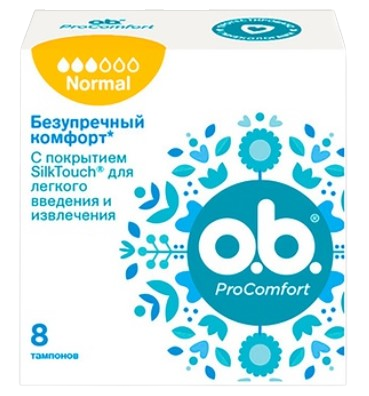 o.b.®
ProComfort
Normal
Безупречный
комфорт*
С покрытием
SilkTouch® для
легкого
введения и
извлечения
o.b.®
ProComfort
8
тампонов